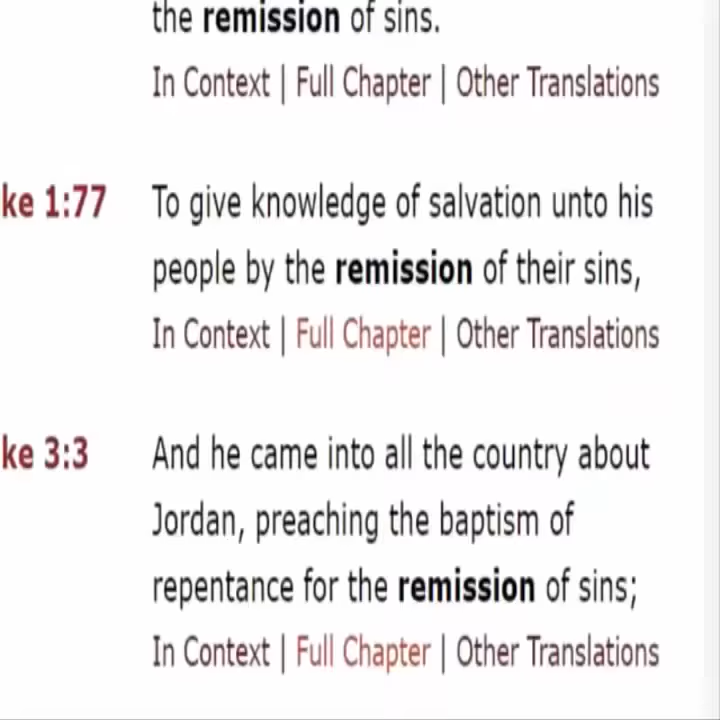 the remission of sins.
In Context | Full Chapter | Other Translations
ke 1:77 To give knowledge of salvation unto his
people by the remission of their sins,
In Context | Full Chapter | Other Translations
ke 3:3 And he came into all the country about
Jordan, preaching the baptism of
repentance for the remission of sins;
In Context | Full Chapter | Other Translations